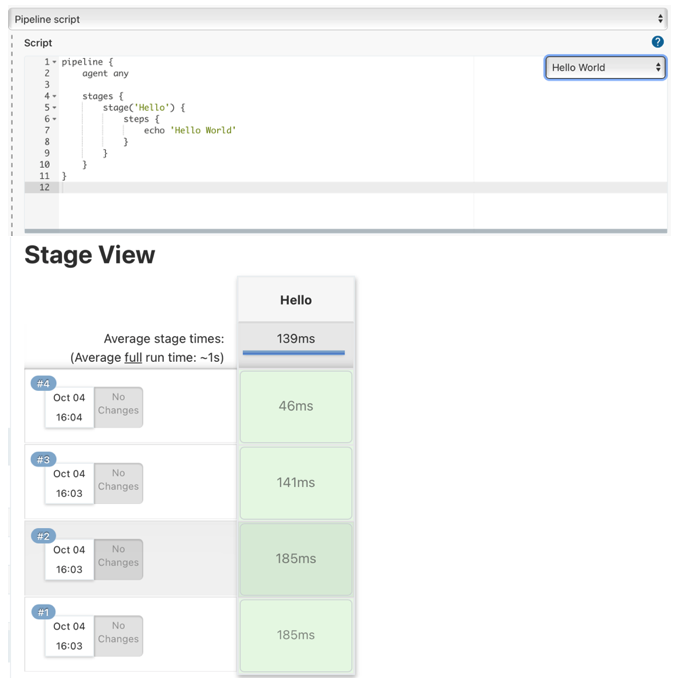 Pipeline script
Script
?
Hello World
1 pipeline {
2 agent any
3
4 stages {
5 stage('Hello') {
6 steps {
7 echo 'Hello World'
8 }
9 }
10 }
11 }
12
Stage View
Hello
Average stage times:
(Average full run time: ~1s)
139ms
#4
Oct 04
16:04
No
Changes
46ms
#3
Oct 04
16:03
No
Changes
141ms
#2
Oct 04
16:03
No
Changes
185ms
#1
Oct 04
16:03
No
Changes
185ms